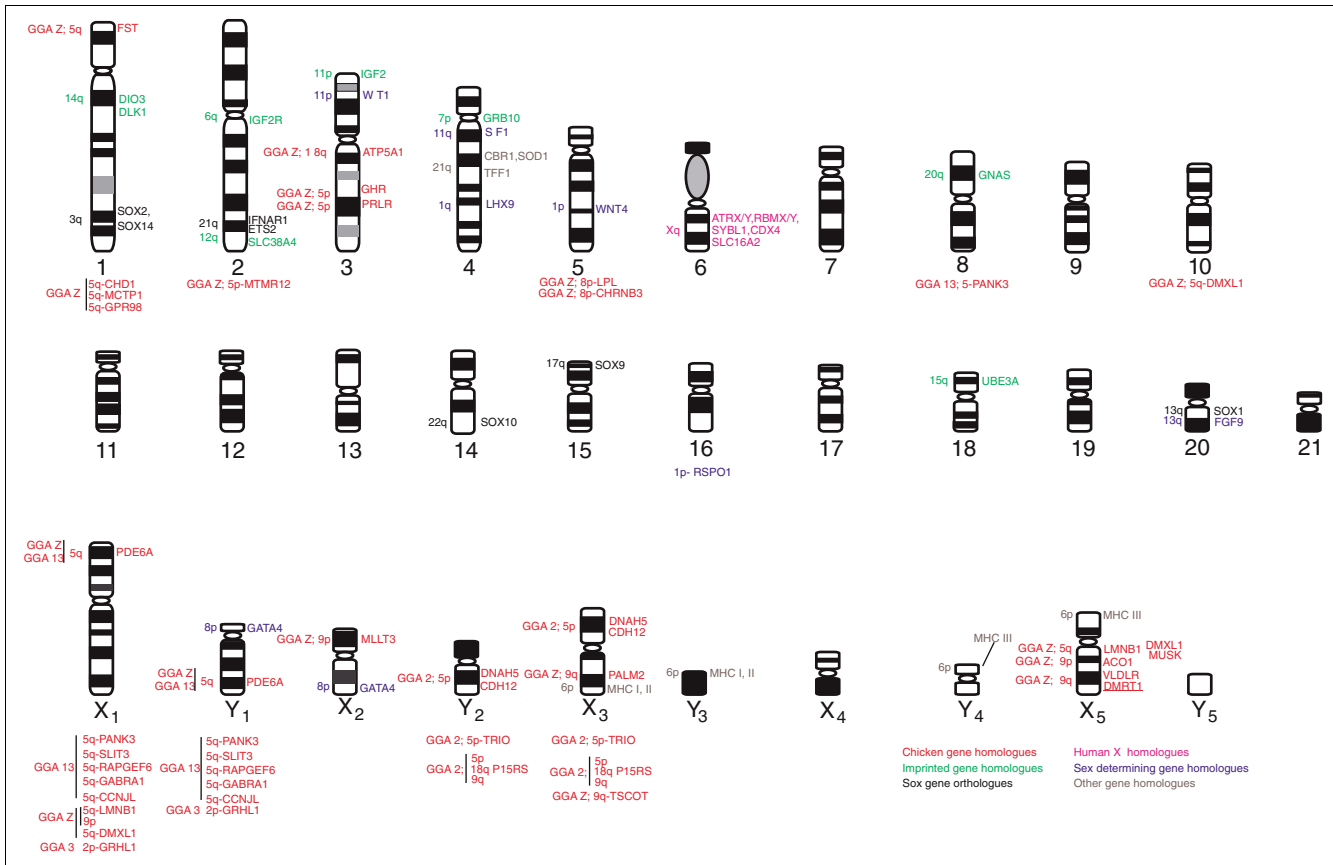 GGA Z; 5q FST
14q DIO3
DLK1
3q SOX2,
SOX14
1
GGA Z 5q-CHD1
5q-MCTP1
5q-GPR98
6q IGF2R
21q IFNAR1
ETS2
12q SLC38A4
2
GGA Z; 5p-MTMR12
11p IGF2
11p W T1
GGA Z; 1 8q ATP5A1
GGA Z; 5p GHR
GGA Z; 5p PRLR
3
7p GRB10
11q S F1
21q CBR1,SOD1
TFF1
1q LHX9
4
1p WNT4
5
GGA Z; 8p-LPL
GGA Z; 8p-CHRNB3
Xq ATRX/Y,RBMX/Y,
SYBL1,CDX4
SLC16A2
6
7
20q GNAS
8
GGA 13; 5-PANK3
9
10
GGA Z; 5q-DMXL1
11
12
13
22q SOX10
14
17q SOX9
15
16
1p- RSPO1
17
15q UBE3A
18
19
13q SOX1
13q FGF9
20
21
GGA Z
GGA 13 5q PDE6A
X1
GGA 13 5q-PANK3
5q-SLIT3
5q-RAPGEF6
5q-GABRA1
5q-CCNJL
GGA Z 5q-LMNB1
9p
5q-DMXL1
GGA 3 2p-GRHL1
8p GATA4
GGA Z
GGA 13 5q PDE6A
Y1
GGA 13 5q-PANK3
5q-SLIT3
5q-RAPGEF6
5q-GABRA1
5q-CCNJL
GGA 3 2p-GRHL1
GGA Z; 9p MLLT3
8p GATA4
X2
GGA 2; 5p DNAH5
CDH12
Y2
GGA 2; 5p-TRIO
GGA 2; 5p
18q P15RS
9q
GGA 2; 5p DNAH5
CDH12
GGA Z; 9q PALM2
6p MHC I, II
X3
GGA 2; 5p-TRIO
GGA 2; 5p
18q P15RS
9q
GGA Z; 9q-TSCOT
6p MHC I, II
Y3
X4
MHC III
6p
Y4
6p MHC III
GGA Z; 5q LMNB1 DMXL1
MUSK
GGA Z; 9p ACO1
GGA Z; 9q VLDLR
DMRT1
X5
Y5
Chicken gene homologues
Imprinted gene homologues
Sox gene orthologues
Human X homologues
Sex determining gene homologues
Other gene homologues